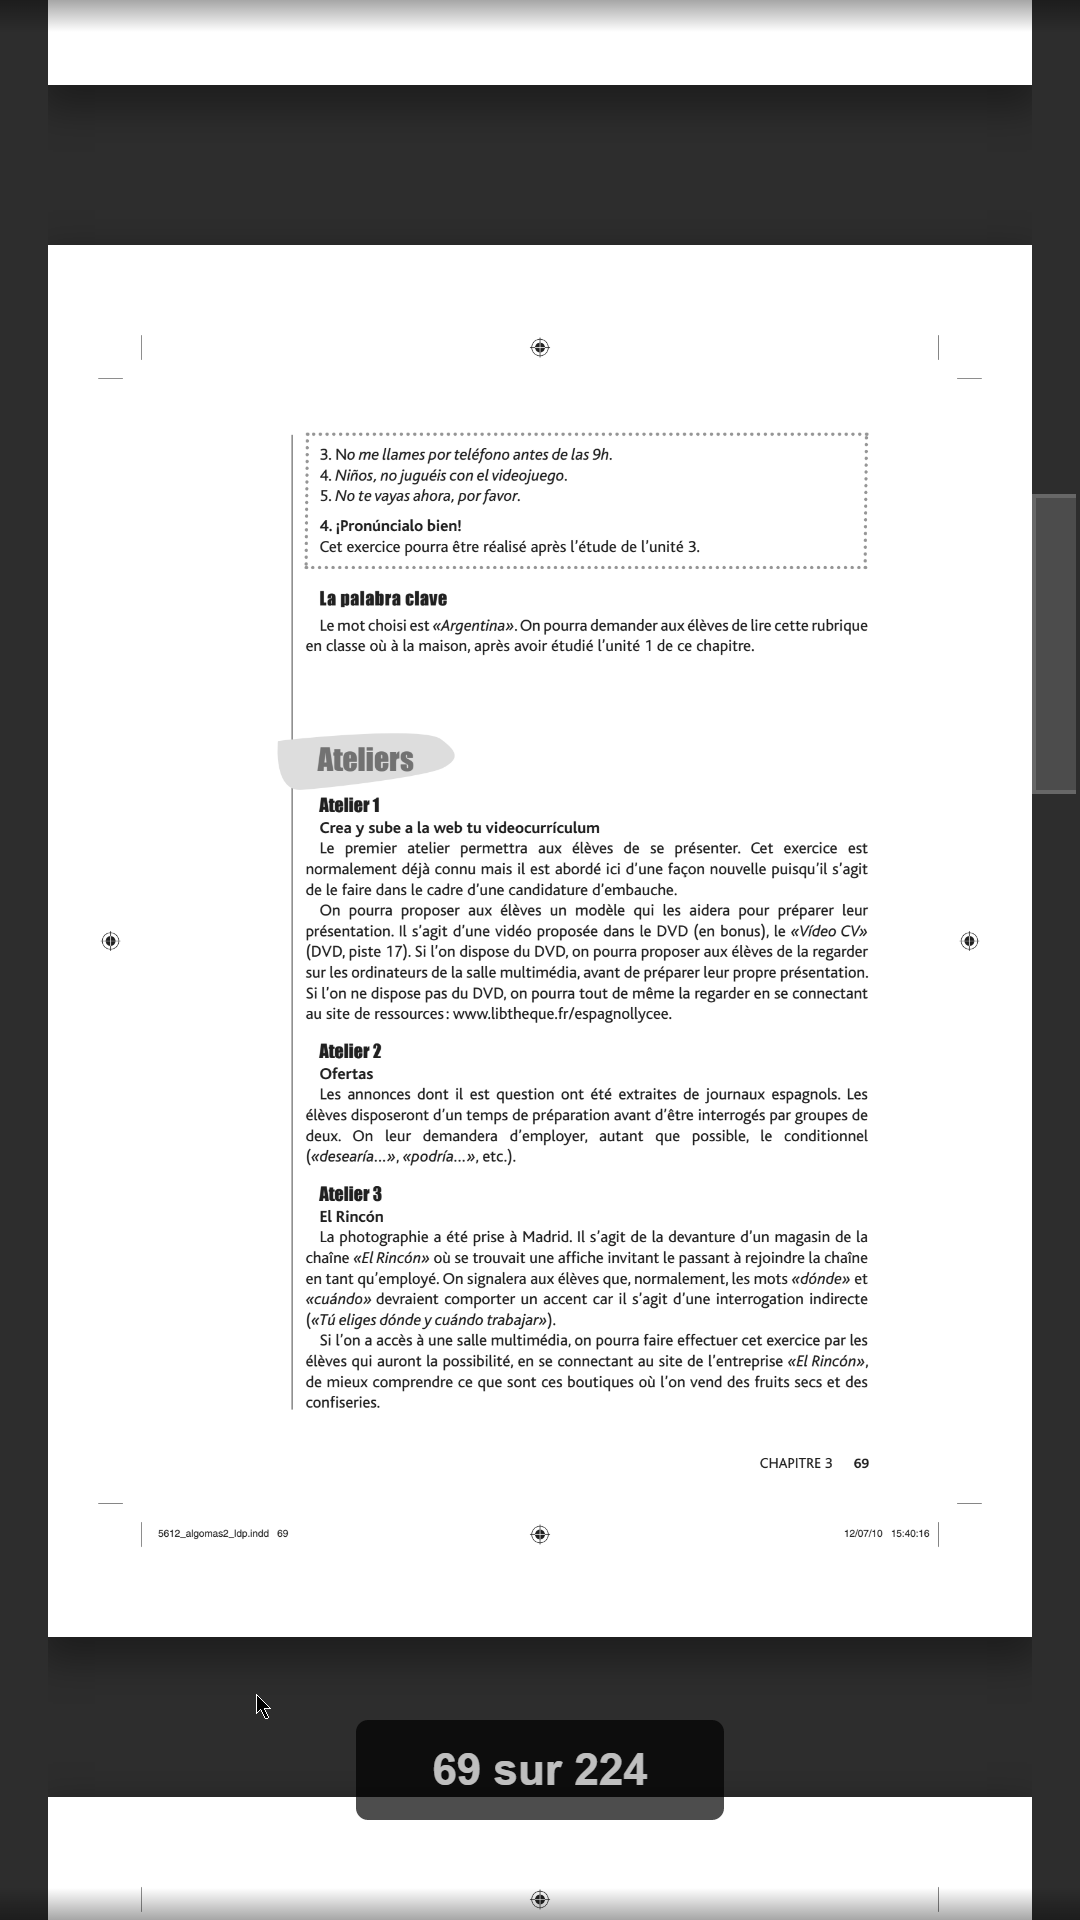 3. No me llames por teléfono antes de las 9h.
4. Niños, no juguéis con el videojuego.
5. No te vayas ahora, por favor.
4. ¡Pronúncialo bien!
Cet exercice pourra être réalisé après l'étude de l'unité 3.
La palabra clave
Le mot choisi est «Argentina». On pourra demander aux élèves de lire cette rubrique
en classe où à la maison, après avoir étudié l'unité 1 de ce chapitre.
Ateliers
Atelier 1
Crea y sube a la web tu videocurrículum
Le premier atelier permettra aux élèves de se présenter. Cet exercice est
normalement déjà connu mais il est abordé ici d'une façon nouvelle puisqu'il s'agit
de le faire dans le cadre d'une candidature d'embauche.
On pourra proposer aux élèves un modèle qui les aidera pour préparer leur
présentation. Il s'agit d'une vidéo proposée dans le DVD (en bonus), le «Vídeo CV»
(DVD, piste 17). Si l'on dispose du DVD, on pourra proposer aux élèves de la regarder
sur les ordinateurs de la salle multimédia, avant de préparer leur propre présentation.
Si l'on ne dispose pas du DVD, on pourra tout de même la regarder en se connectant
au site de ressources : www.libtheque.fr/espagnollycee.
Atelier 2
Ofertas
Les annonces dont il est question ont été extraites de journaux espagnols. Les
élèves disposeront d'un temps de préparation avant d'être interrogés par groupes de
deux. On leur demandera d'employer, autant que possible, le conditionnel
(«desearía...», «podría...», etc.).
Atelier 3
El Rincón
La photographie a été prise à Madrid. Il s'agit de la devanture d'un magasin de la
chaîne «El Rincón» où se trouvait une affiche invitant le passant à rejoindre la chaîne
en tant qu'employé. On signalera aux élèves que, normalement, les mots «dónde» et
«cuándo» devraient comporter un accent car il s'agit d'une interrogation indirecte
(«Tú eliges dónde y cuándo trabajar»).
Si l'on a accès à une salle multimédia, on pourra faire effectuer cet exercice par les
élèves qui auront la possibilité, en se connectant au site de l'entreprise «El Rincón»,
de mieux comprendre ce que sont ces boutiques où l'on vend des fruits secs et des
confiseries.
CHAPITRE 3 69
5612_algomas2_ldp.indd 69 12/07/10 15:40:16
69 sur 224